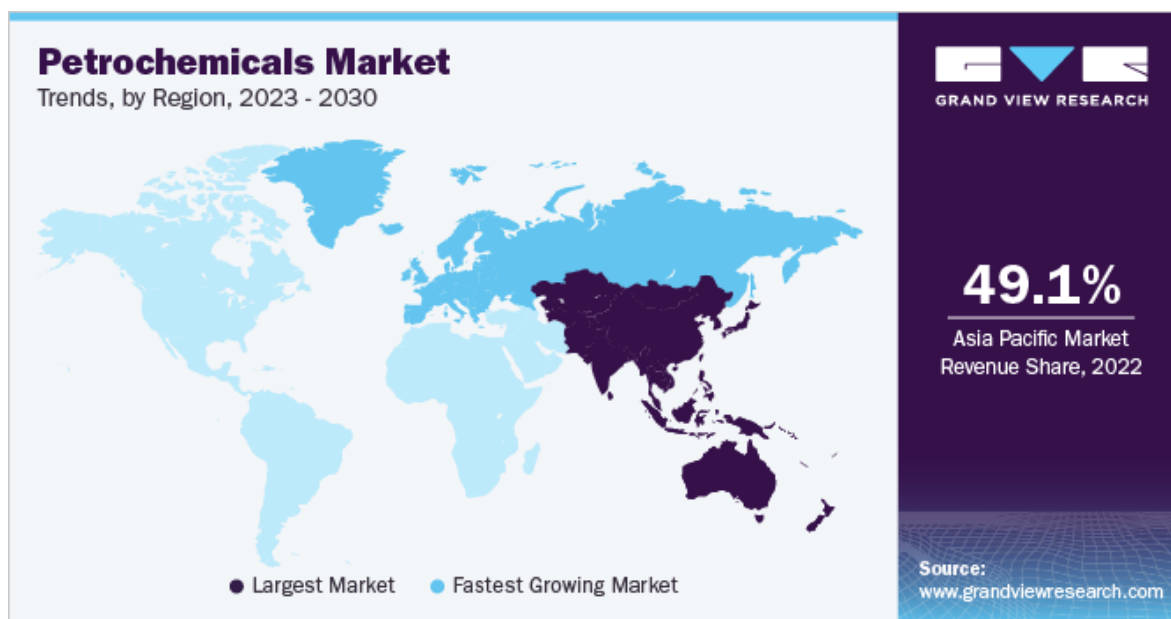 Petrochemicals Market
Trends, by Region, 2023 - 2030
GRAND VIEW RESEARCH
49.1%
Asia Pacific Market
Revenue Share, 2022
Largest Market
Fastest Growing Market
Source:
www.grandviewresearch.com